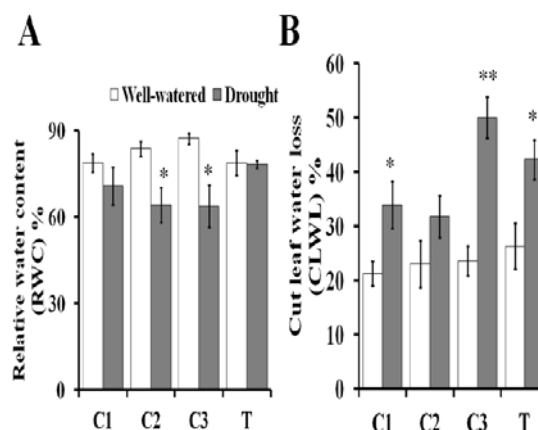 A
B
Well-watered Drought
Relative water content
(RWC) %
90
60
30
0
*
*
C1 C2 C3 T
Cut leaf water loss
(CLWL) %
60
50
40
30
20
10
0
*
**
*
C1 C2 C3 T